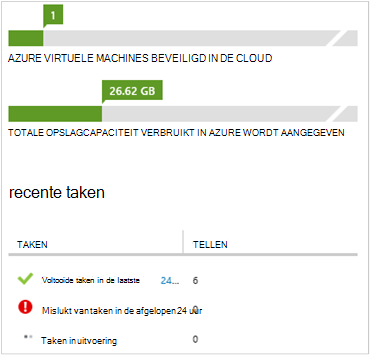 1
AZURE VIRTUELE MACHINES BEVEILIGD IN DE CLOUD
26.62 GB
TOTALE OPSLAGCAPACITEIT VERBRUIKT IN AZURE WORDT AANGEGEVEN
recente taken
TAKEN TELLEN
Voltooide taken in de laatste 24... 6
Mislukt van taken in de afgelopen 24 uur 0
Taken in uitvoering 0